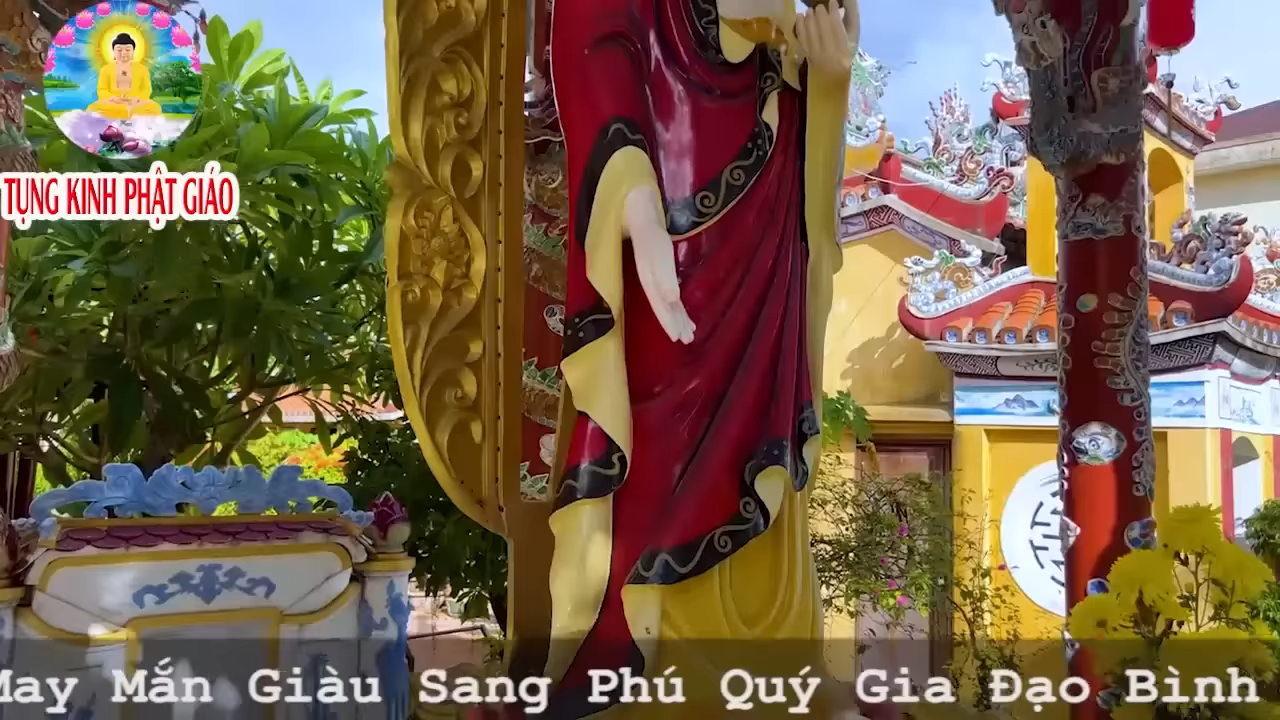 TỤNG KINH PHẬT GIÁO
May Mắn Giàu Sang Phú Quý Gia Đạo Bình